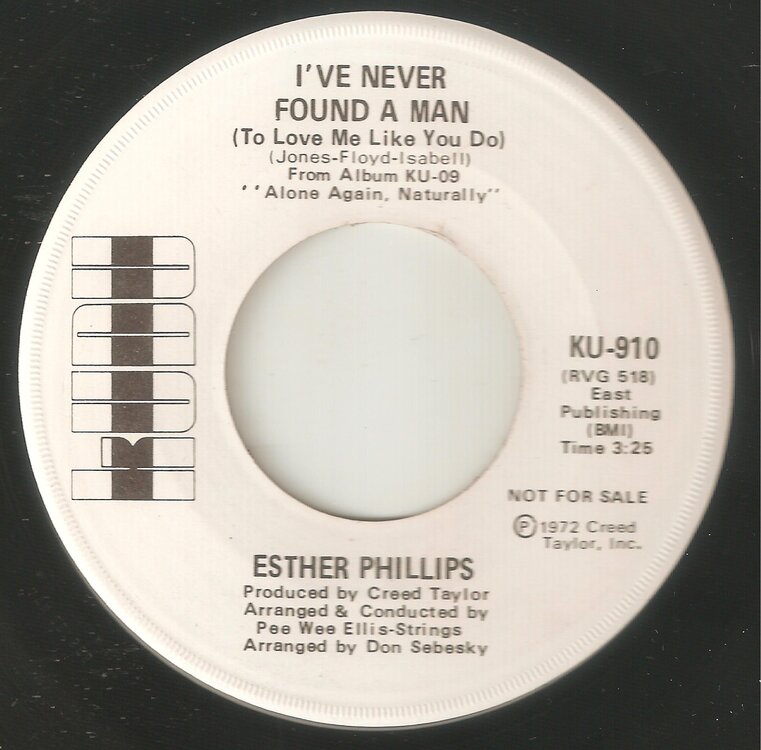 I'VE NEVER
FOUND A MAN
(To Love Me Like You Do)
(Jones-Floyd-Isabell)
From Album KU-09
''Alone Again, Naturally''
KUDU
KU-910
(RVG 518)
East
Publishing
(BMI)
Time 3:25
NOT FOR SALE
Ⓟ1972 Creed
Taylor, Inc.
ESTHER PHILLIPS
Produced by Creed Taylor
Arranged & Conducted by
Pee Wee Ellis-Strings
Arranged by Don Sebesky